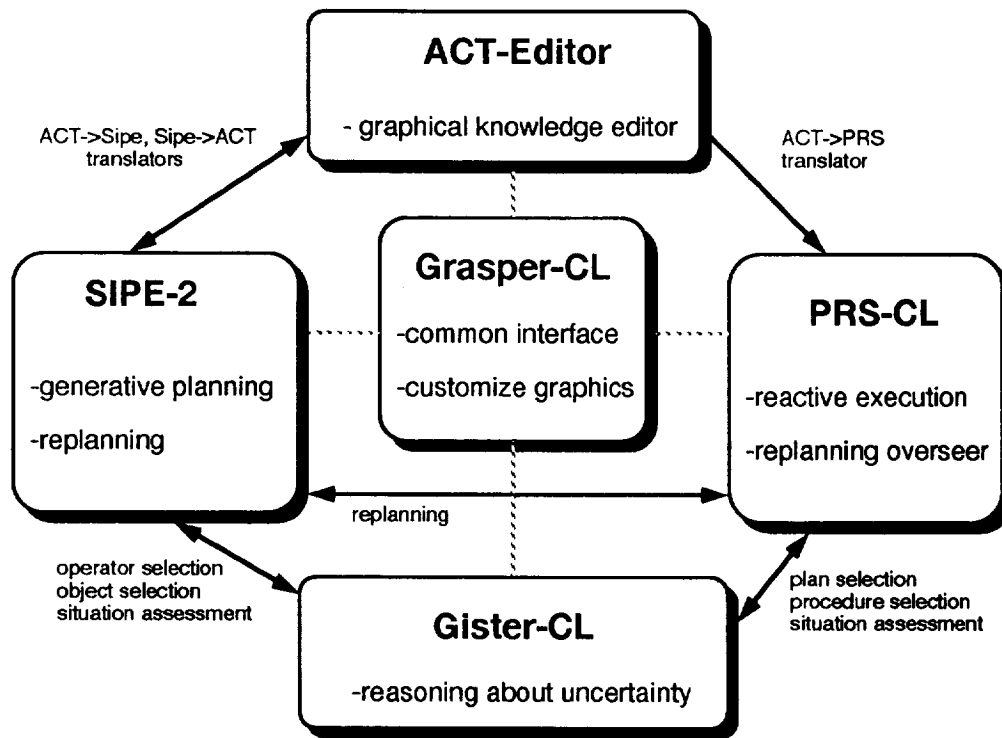 ACT-Editor
- graphical knowledge editor
ACT->Sipe, Sipe->ACT
translators
ACT->PRS
translator
SIPE-2
-generative planning
-replanning
Grasper-CL
-common interface
-customize graphics
PRS-CL
-reactive execution
-replanning overseer
replanning
operator selection
object selection
situation assessment
plan selection
procedure selection
situation assessment
Gister-CL
-reasoning about uncertainty